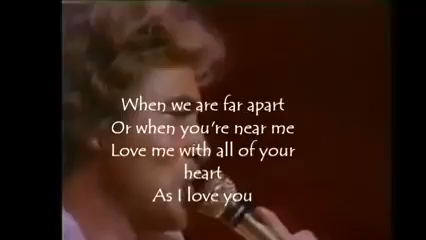 When we are far apart
Or when you're near me
Love me with all of your
heart
As I love you